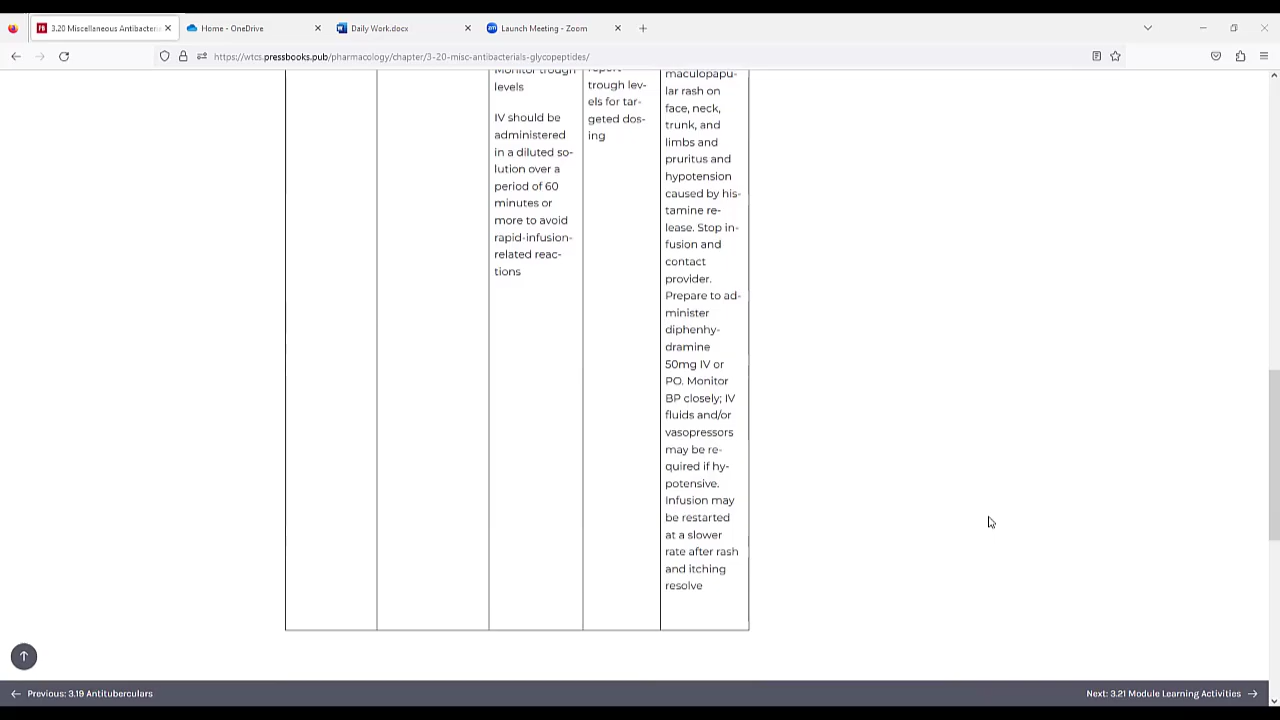 3.20 Miscellaneous Antibacter
Home - OneDrive
Daily Work.docx
Launch Meeting - Zoom
https://wtcs.pressbooks.pub/pharmacology/chapter/3-20-misc-antibacterials-glycopeptides/
Monitor trough
levels
IV should be
administered
in a diluted so-
lution over a
period of 60
minutes or
more to avoid
rapid-infusion-
related reac-
tions
report
trough lev-
els for tar-
geted dos-
ing
maculopapu-
lar rash on
face, neck,
trunk, and
limbs and
pruritus and
hypotension
caused by his-
tamine re-
lease. Stop in-
fusion and
contact
provider.
Prepare to ad-
minister
diphenhy-
dramine
50mg IV or
PO. Monitor
BP closely; IV
fluids and/or
vasopressors
may be re-
quired if hy-
potensive.
Infusion may
be restarted
at a slower
rate after rash
and itching
resolve
Previous: 3.19 Antituberculars
Next: 3.21 Module Learning Activities